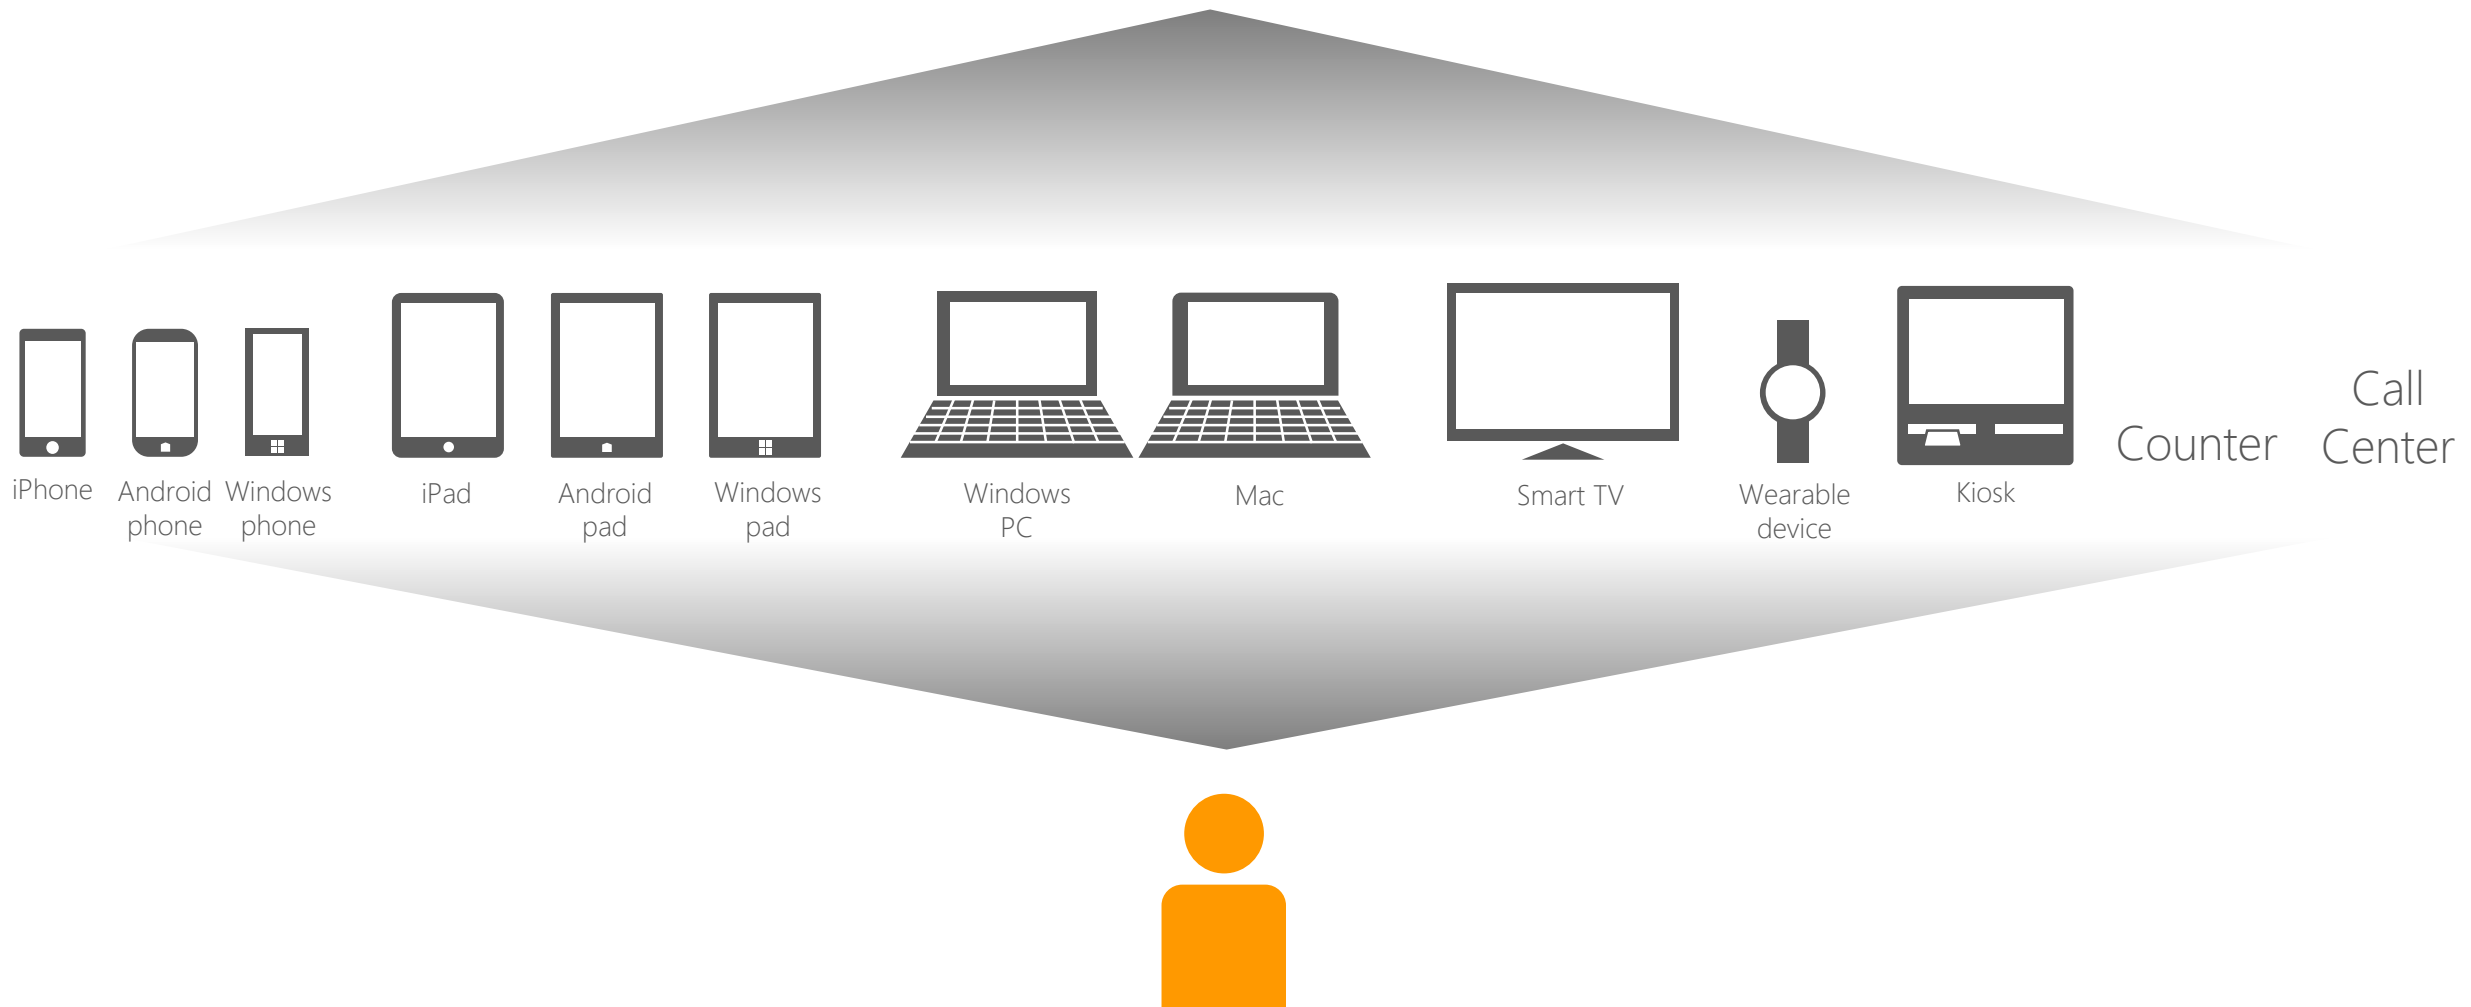 iPhone
Android
phone
Windows
phone
iPad
Android
pad
Windows
pad
Windows
PC
Mac
Smart TV
Wearable
device
Kiosk
Counter
Call
Center